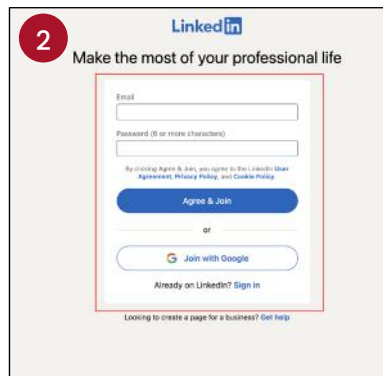 2
Linked in
Make the most of your professional life
Email
Password (6 or more characters)
By clicking Agree & Join, you agree to the LinkedIn User
Agreement, Privacy Policy, and Cookie Policy.
Agree & Join
or
G Join with Google
Already on LinkedIn? Sign in
Looking to create a page for a business? Get help